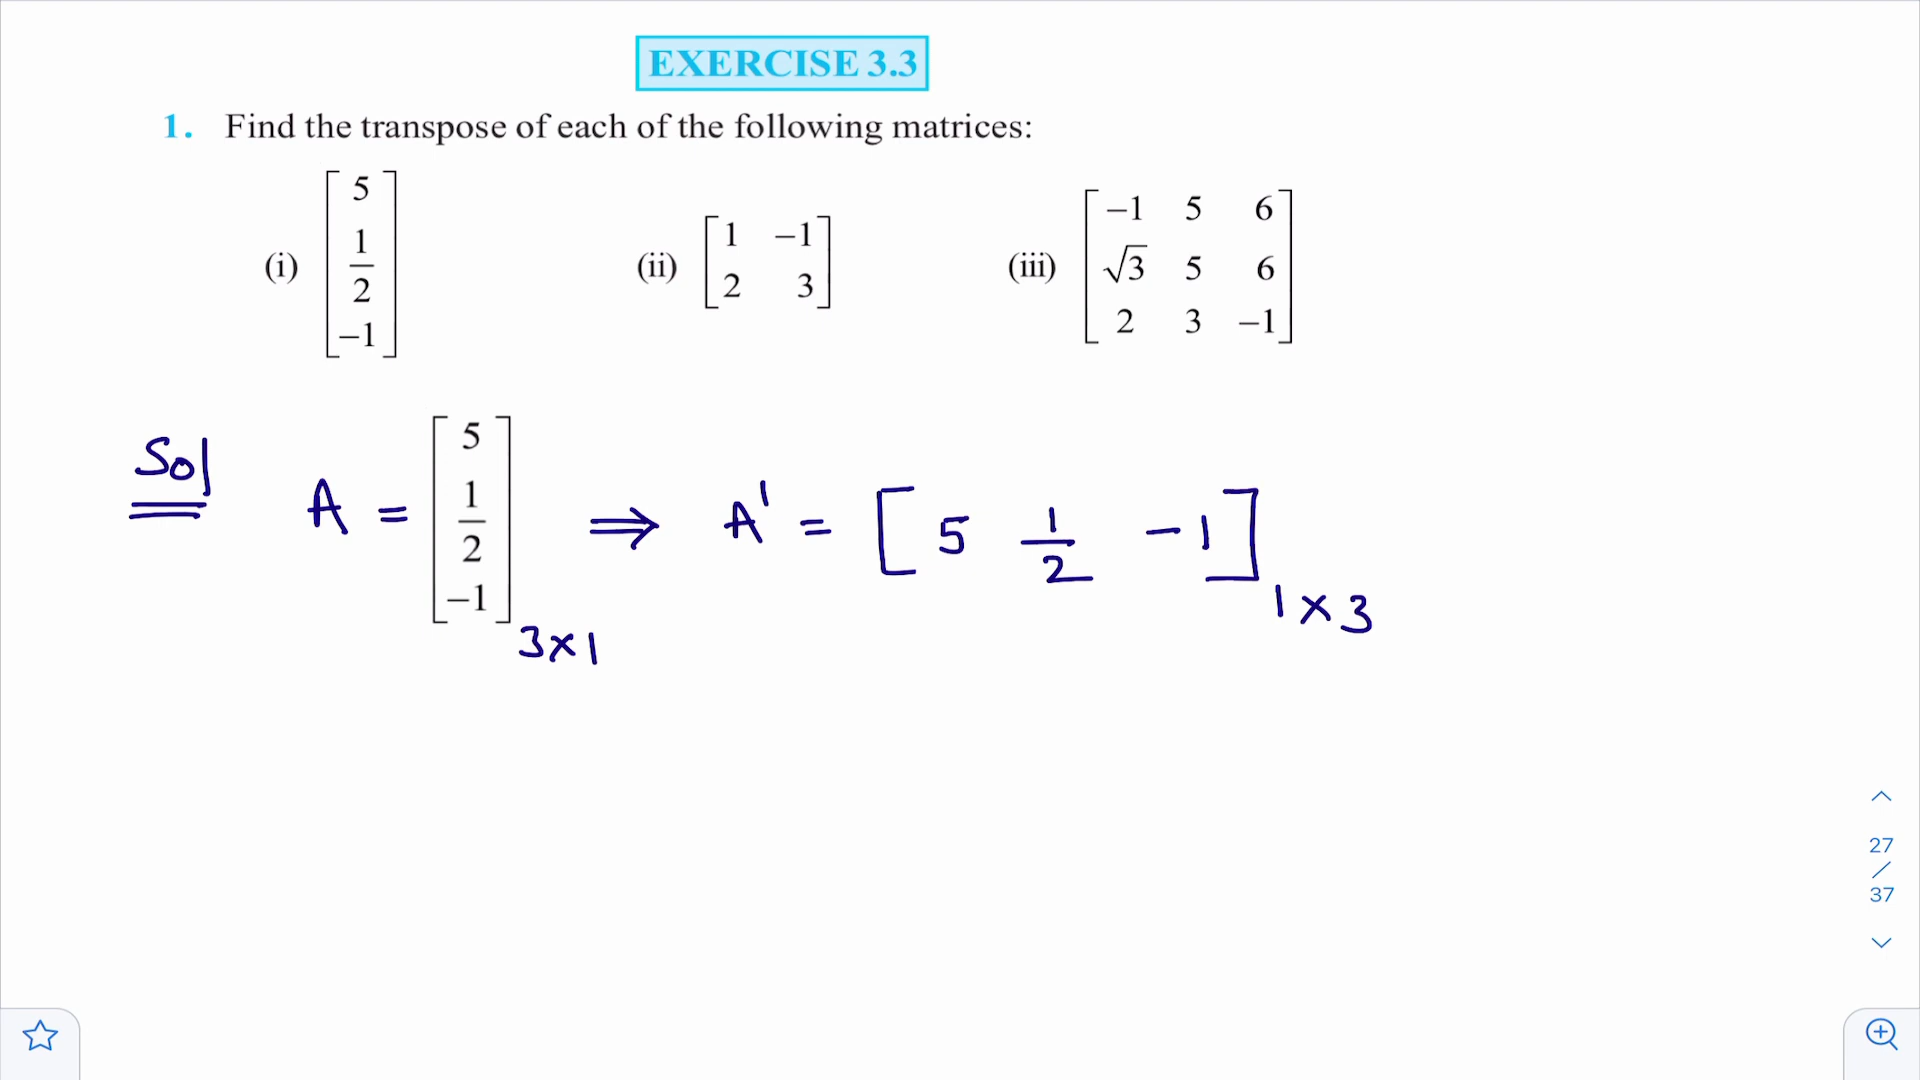 EXERCISE 3.3
1. Find the transpose of each of the following matrices:
(i) [5
1/2
–1]
(ii) [1 –1
2 3]
(iii) [–1 5 6
√3 5 6
2 3 –1]
Sol A = [5
1/2
–1] 3×1 ⇒ A' = [5 1/2 -1] 1×3
27
/
37